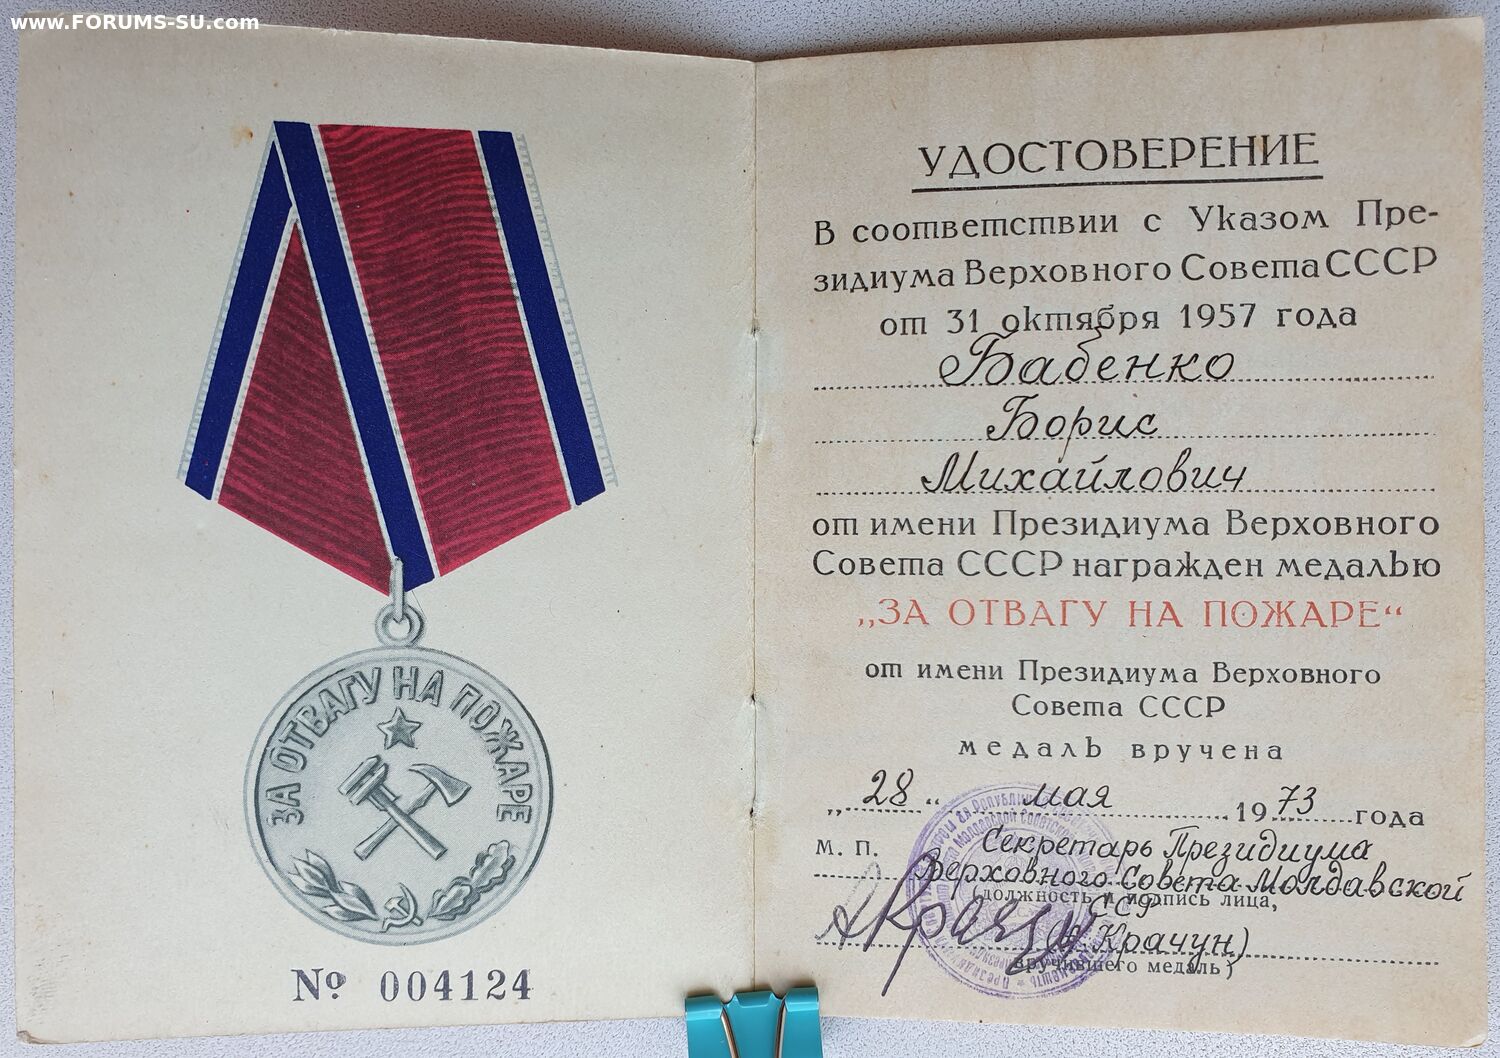 www.FORUMS-SU.com
ЗА ОТВАГУ НА ПОЖАРЕ
№ 004124
УДОСТОВЕРЕНИЕ
В соответствии с Указом Пре-
зидиума Верховного Совета СССР
от 31 октября 1957 года
Бабенко
Борис
Михайлович
от имени Президиума Верховного
Совета СССР награжден медалью
„ЗА ОТВАГУ НА ПОЖАРЕ“
от имени Президиума Верховного
Совета СССР
медаль вручена
„28“ мая 1973 года
М. П. Секретарь Президиума
Верховного Совета Молдавской
(должность и подпись лица,
ССР
Крачун)
вручившего медаль)